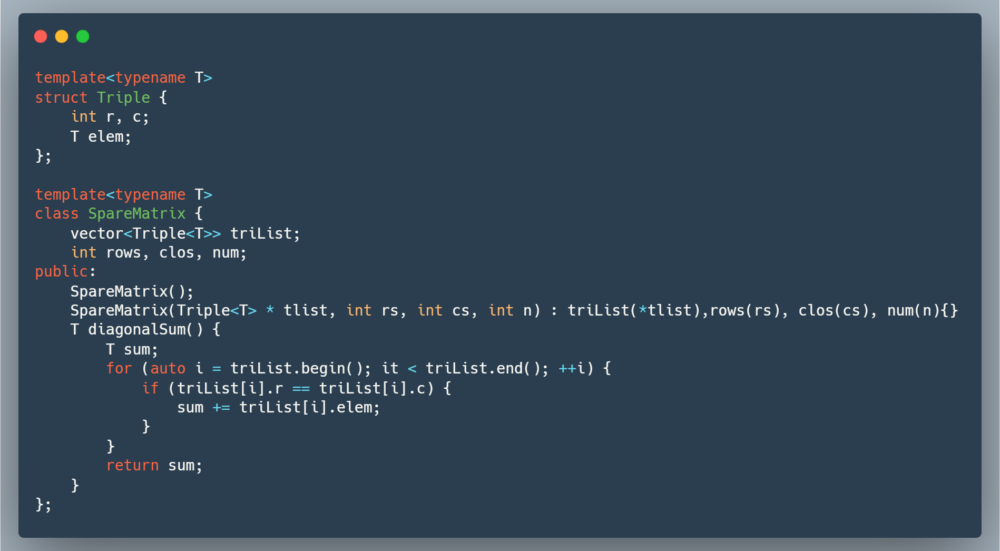 template<typename T>
struct Triple {
    int r, c;
    T elem;
};

template<typename T>
class SpareMatrix {
    vector<Triple<T>> triList;
    int rows, clos, num;
public:
    SpareMatrix();
    SpareMatrix(Triple<T> * tlist, int rs, int cs, int n) : triList(*tlist),rows(rs), clos(cs), num(n){}
    T diagonalSum() {
        T sum;
        for (auto i = triList.begin(); it < triList.end(); ++i) {
            if (triList[i].r == triList[i].c) {
                sum += triList[i].elem;
            }
        }
        return sum;
    }
};